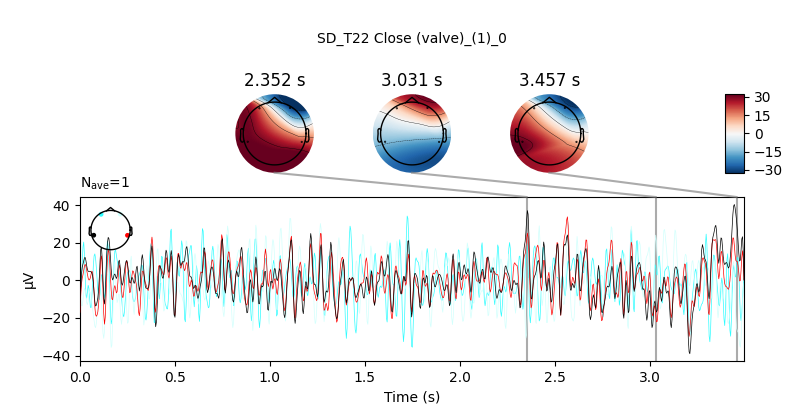 SD_T22 Close (valve)_(1)_0
2.352 s 3.031 s 3.457 s
30
15
0
−15
−30
Nave=1
40
20
0
−20
−40
µV
0.0 0.5 1.0 1.5 2.0 2.5 3.0
Time (s)